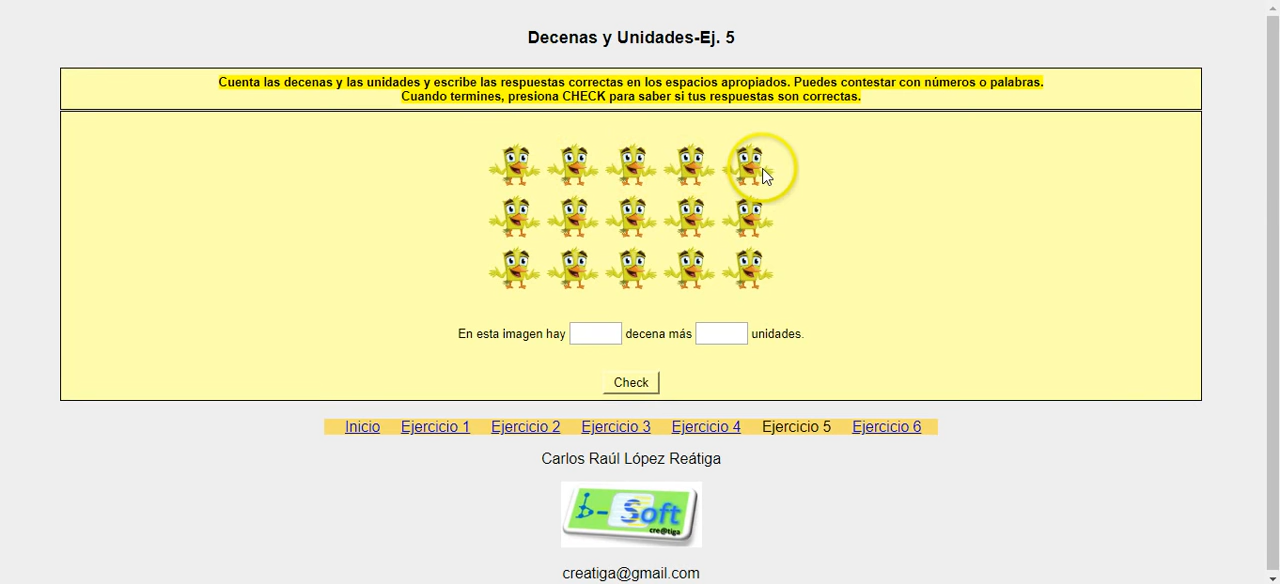 Decenas y Unidades-Ej. 5
Cuenta las decenas y las unidades y escribe las respuestas correctas en los espacios apropiados. Puedes contestar con números o palabras.
Cuando termines, presiona CHECK para saber si tus respuestas son correctas.
En esta imagen hay decena más unidades.
Check
Inicio Ejercicio 1 Ejercicio 2 Ejercicio 3 Ejercicio 4 Ejercicio 5 Ejercicio 6
Carlos Raúl López Reátiga
b-Soft
cre@tiga
creatiga@gmail.com